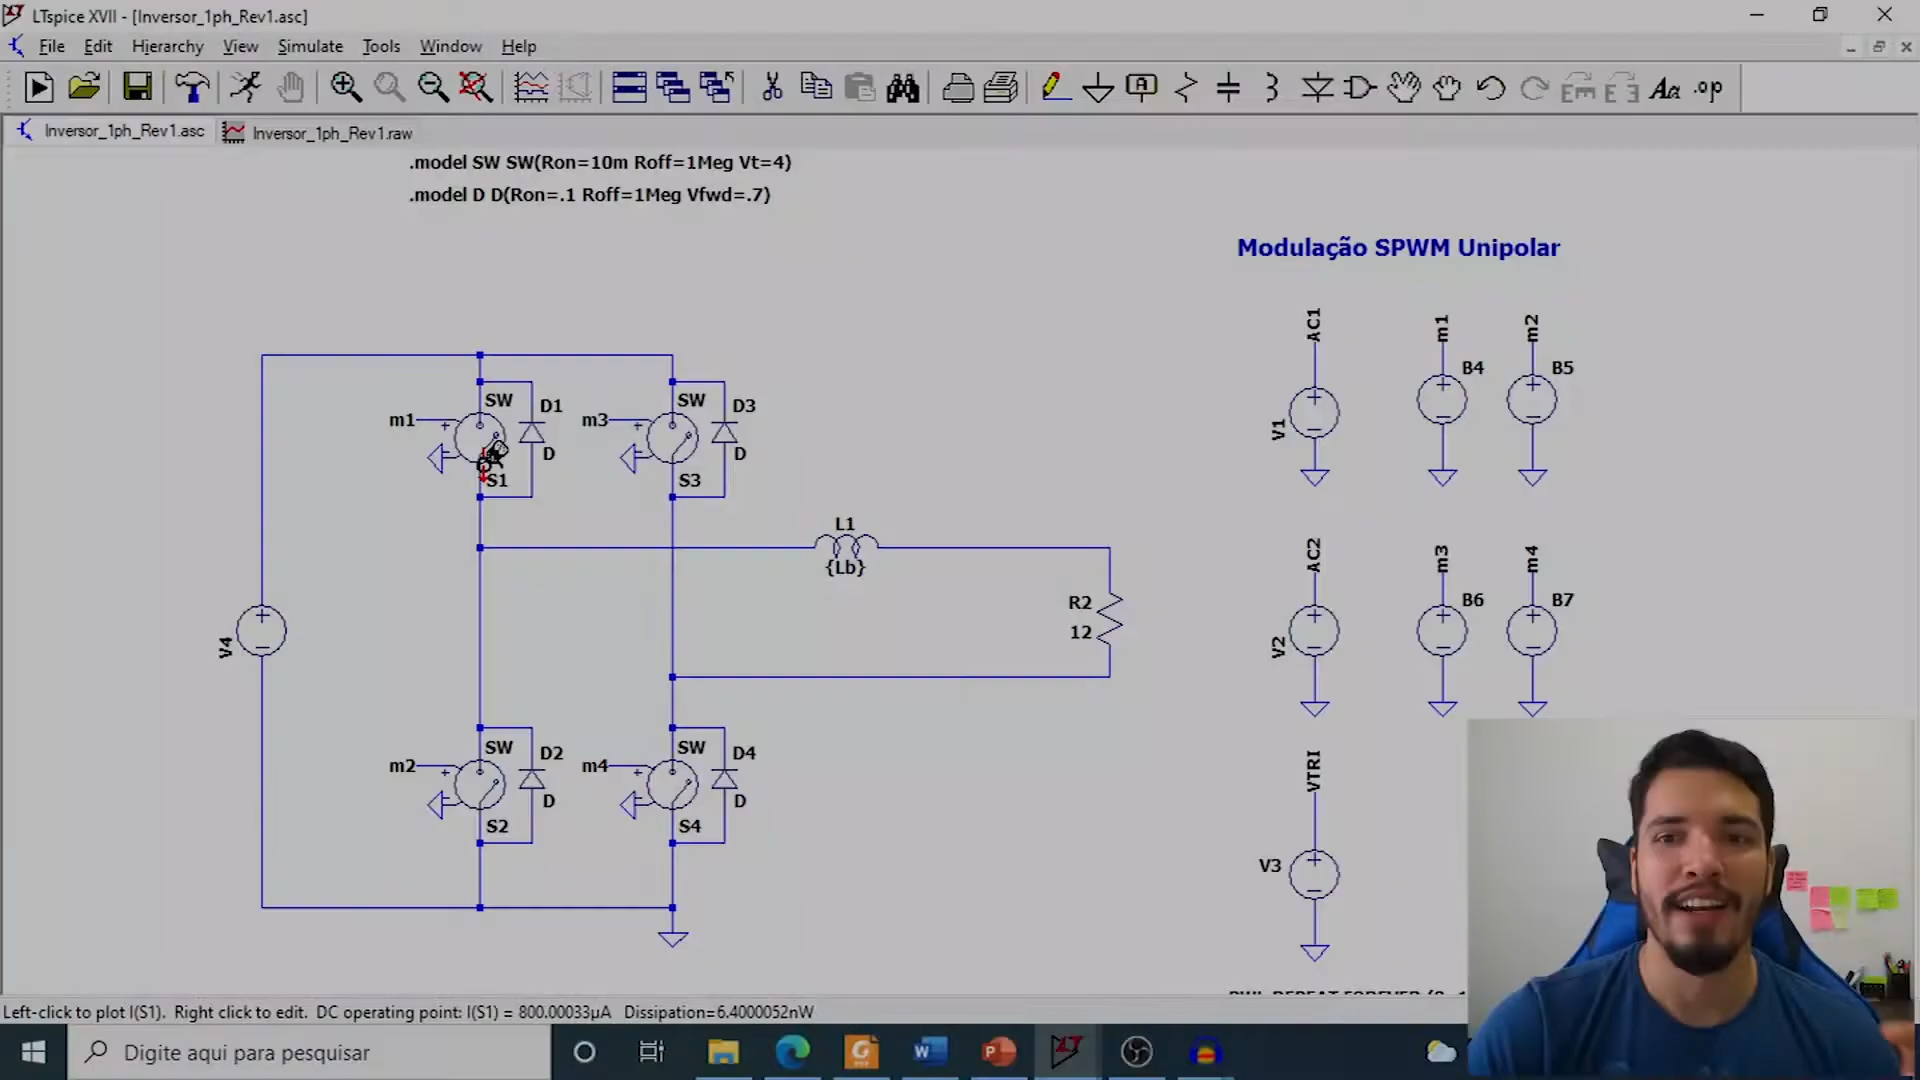 LTspice XVII - [Inversor_1ph_Rev1.asc]
File Edit Hierarchy View Simulate Tools Window Help
Aa .op
Inversor_1ph_Rev1.asc Inversor_1ph_Rev1.raw
.model SW SW(Ron=10m Roff=1Meg Vt=4)
.model D D(Ron=.1 Roff=1Meg Vfwd=.7)
Modulação SPWM Unipolar
AC1 m1 m2
B4 B5
V1
SW D1 SW D3
m1 m3
D D
S1 S3
L1
{Lb}
AC2 m3 m4
R2
12
B6 B7
V4
V2
SW D2 SW D4
m2 m4
D D
S2 S4
VTRI
V3
Left-click to plot I(S1). Right click to edit. DC operating point: I(S1) = 800.00033µA Dissipation=6.4000052nW
Digite aqui para pesquisar